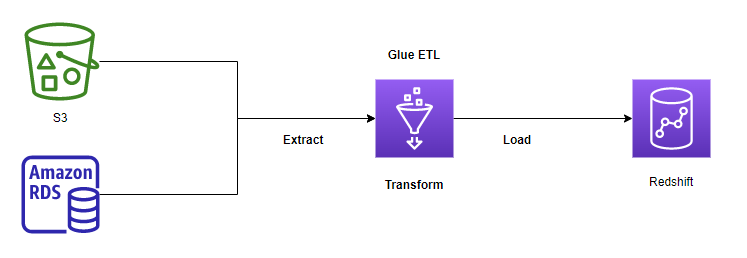 Glue ETL
S3
Extract
Load
Amazon
RDS
Transform
Redshift